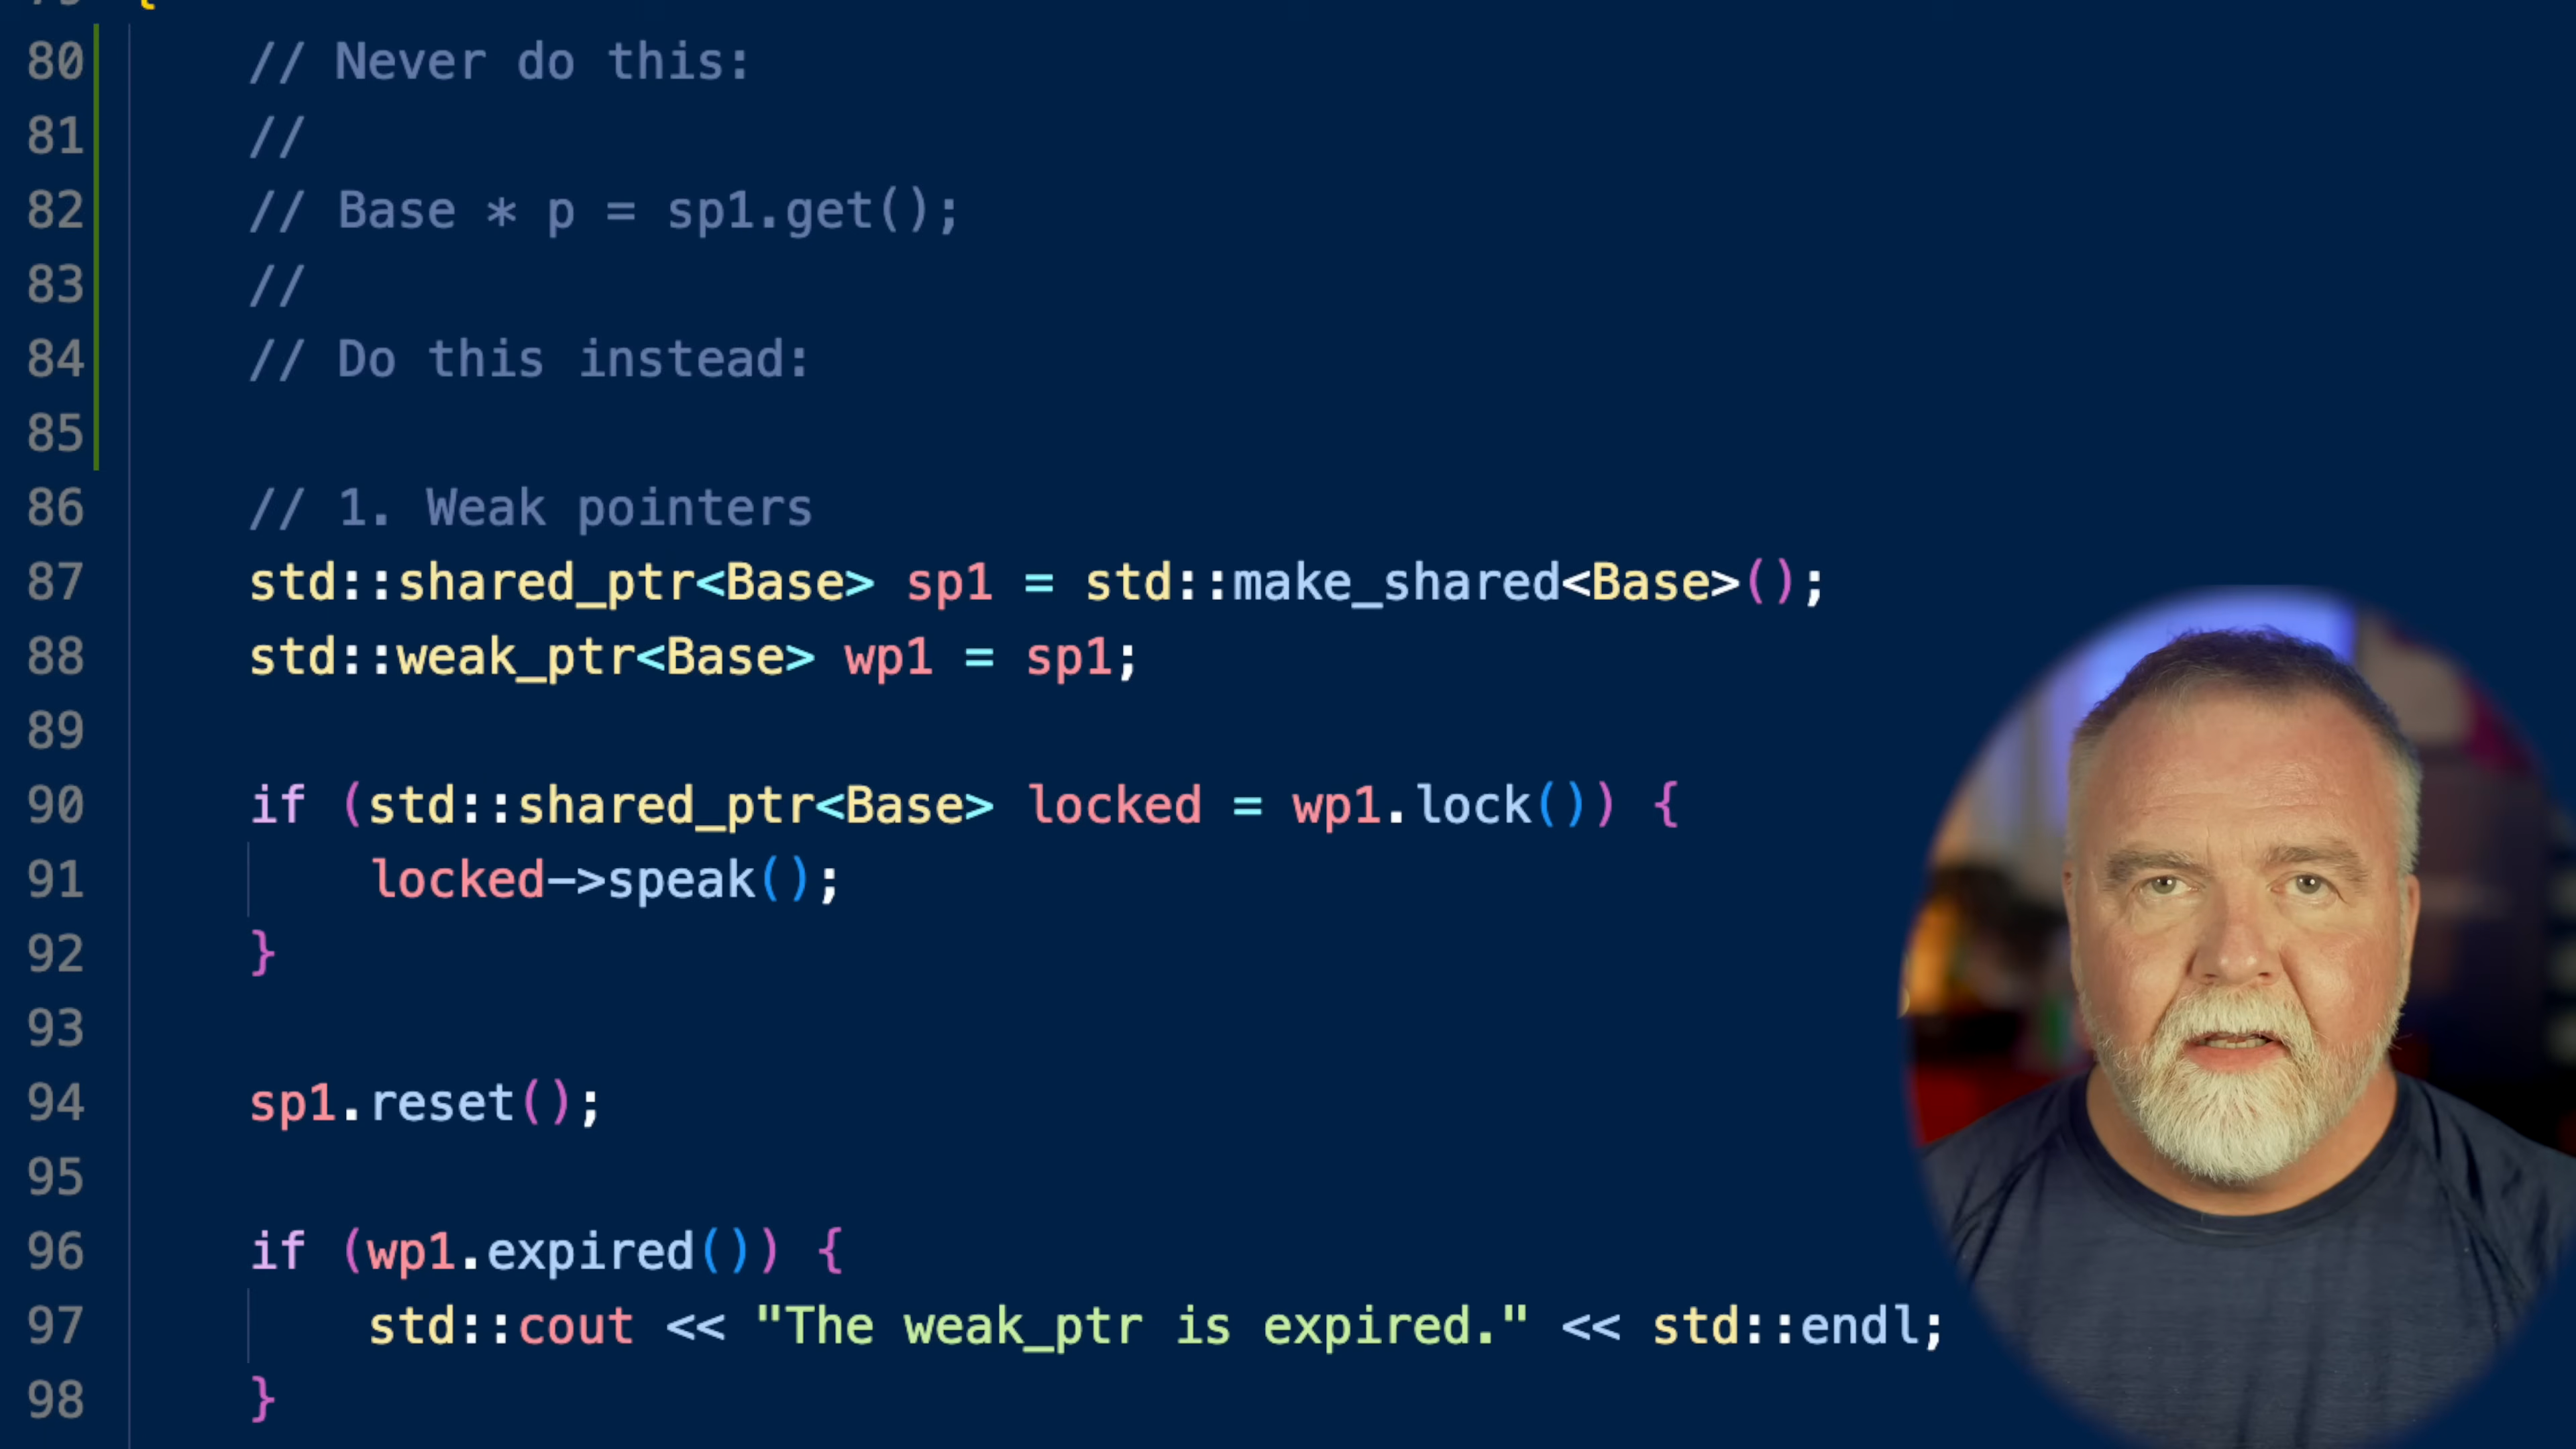 79 {
80 // Never do this:
81 //
82 // Base * p = sp1.get();
83 //
84 // Do this instead:
85
86 // 1. Weak pointers
87 std::shared_ptr<Base> sp1 = std::make_shared<Base>();
88 std::weak_ptr<Base> wp1 = sp1;
89
90 if (std::shared_ptr<Base> locked = wp1.lock()) {
91 locked->speak();
92 }
93
94 sp1.reset();
95
96 if (wp1.expired()) {
97 std::cout << "The weak_ptr is expired." << std::endl;
98 }